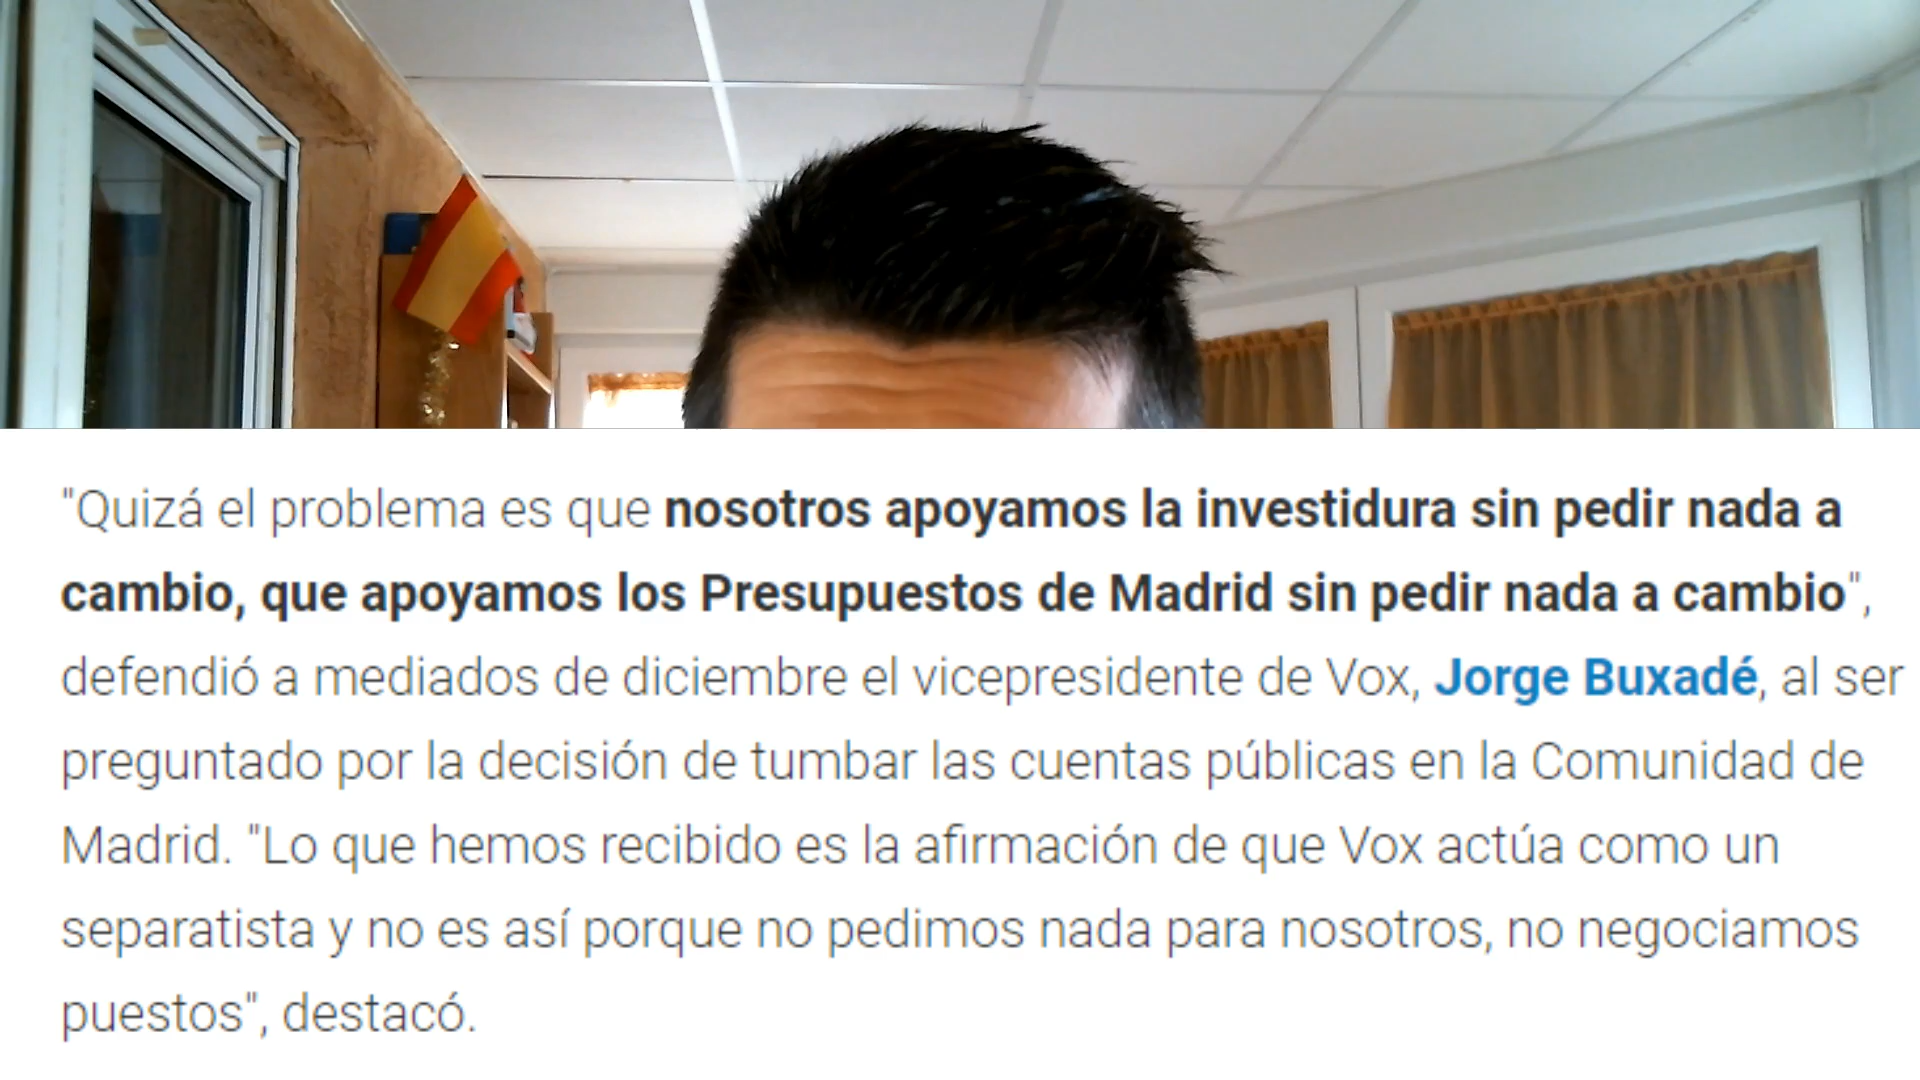 "Quizá el problema es que nosotros apoyamos la investidura sin pedir nada a
cambio, que apoyamos los Presupuestos de Madrid sin pedir nada a cambio",
defendió a mediados de diciembre el vicepresidente de Vox, Jorge Buxadé, al ser
preguntado por la decisión de tumbar las cuentas públicas en la Comunidad de
Madrid. "Lo que hemos recibido es la afirmación de que Vox actúa como un
separatista y no es así porque no pedimos nada para nosotros, no negociamos
puestos", destacó.